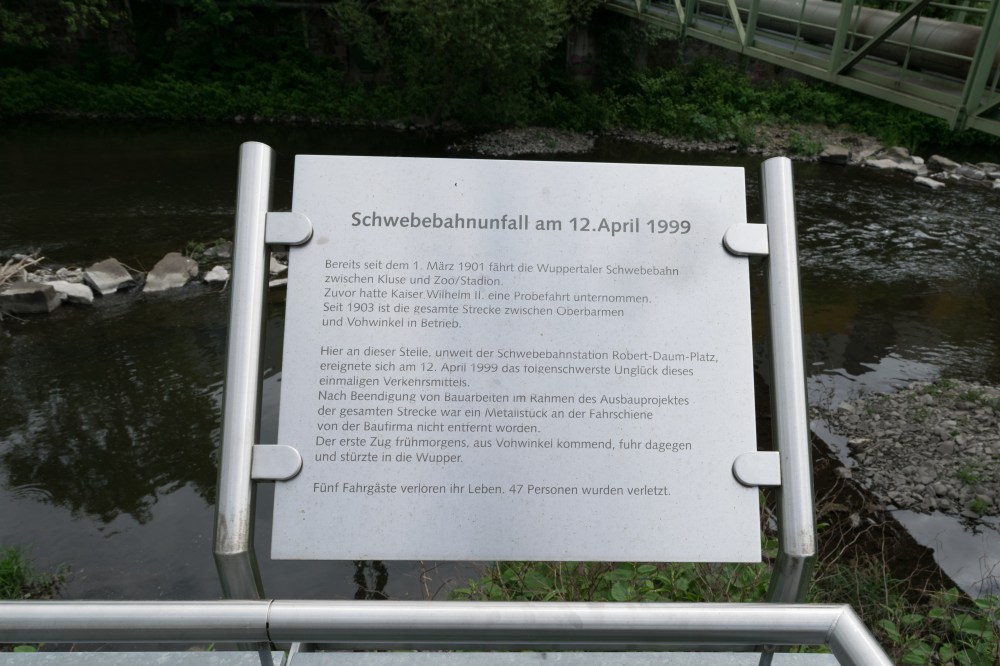 Schwebebahnunfall am 12.April 1999
Bereits seit dem 1. März 1901 fährt die Wuppertaler Schwebebahn
zwischen Kluse und Zoo/Stadion.
Zuvor hatte Kaiser Wilhelm II. eine Probefahrt unternommen.
Seit 1903 ist die gesamte Strecke zwischen Oberbarmen
und Vohwinkel in Betrieb.
Hier an dieser Stelle, unweit der Schwebebahnstation Robert-Daum-Platz,
ereignete sich am 12. April 1999 das folgenschwerste Unglück dieses
einmaligen Verkehrsmittels.
Nach Beendigung von Bauarbeiten im Rahmen des Ausbauprojektes
der gesamten Strecke war ein Metallstück an der Fahrschiene
von der Baufirma nicht entfernt worden.
Der erste Zug frühmorgens, aus Vohwinkel kommend, fuhr dagegen
und stürzte in die Wupper.
Fünf Fahrgäste verloren ihr Leben, 47 Personen wurden verletzt.